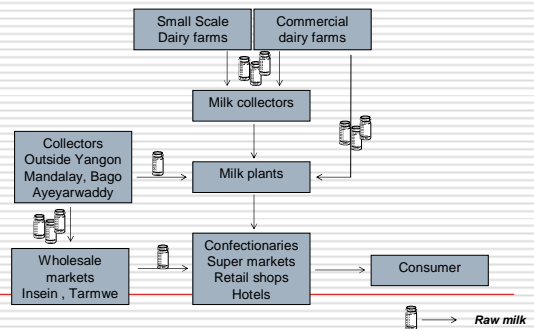 Small Scale
Dairy farms
Commercial
dairy farms
Milk collectors
Collectors
Outside Yangon
Mandalay, Bago
Ayeyarwaddy
Milk plants
Wholesale
markets
Insein , Tarmwe
Confectionaries
Super markets
Retail shops
Hotels
Consumer
Raw milk